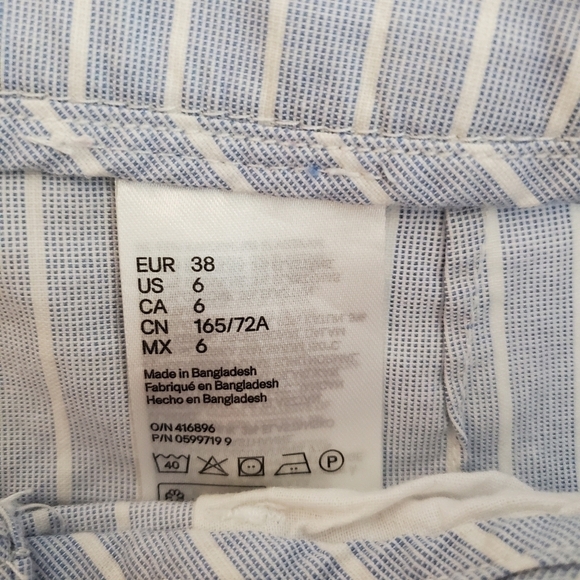 EUR 38
US 6
CA 6
CN 165/72A
MX 6
Made in Bangladesh
Fabriqué en Bangladesh
Hecho en Bangladesh
O/N 416896
P/N 0599719 9
40
P